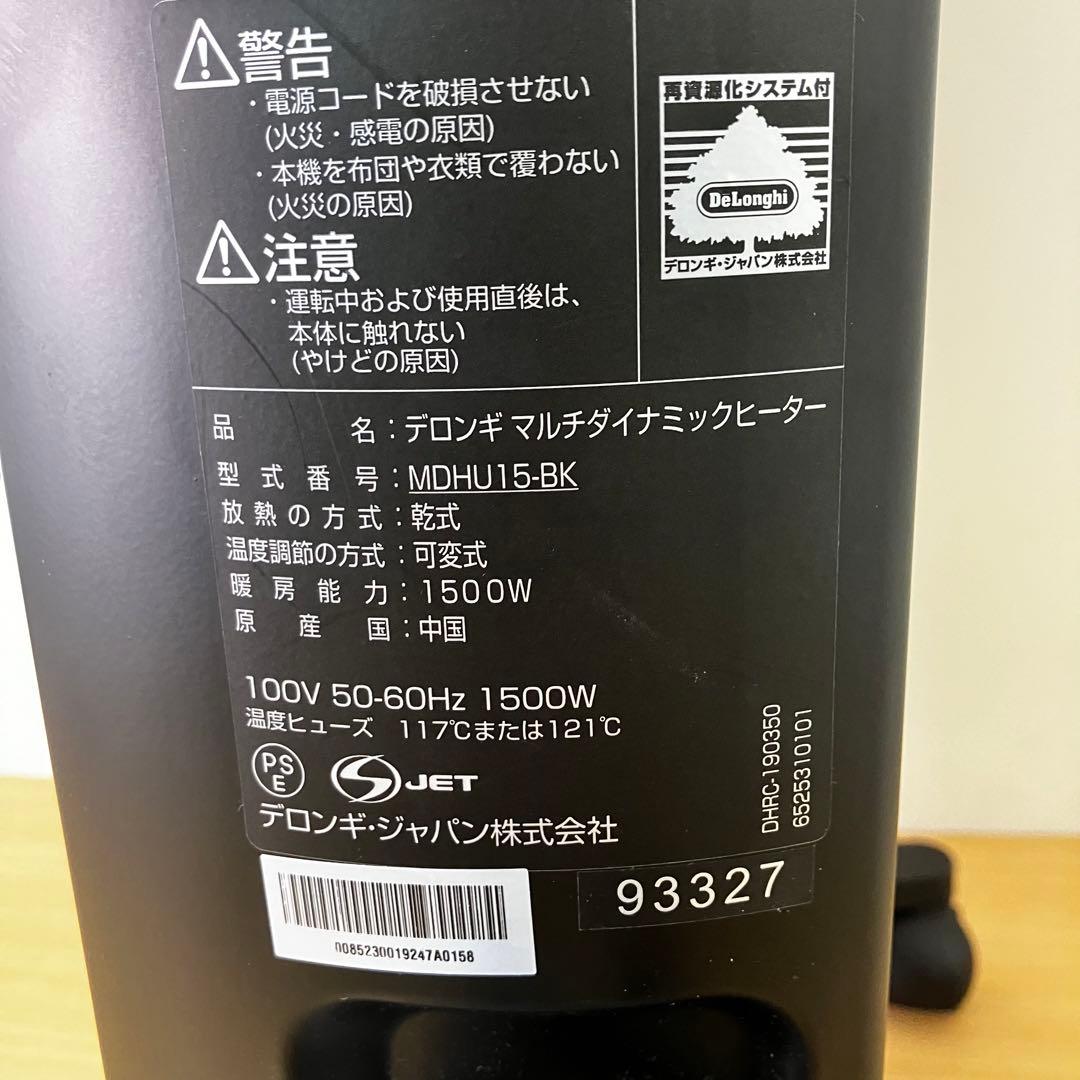 警告
・電源コードを破損させない
(火災・感電の原因)
・本機を布団や衣類で覆わない
(火災の原因)
注意
・運転中および使用直後は、
本体に触れない
(やけどの原因)
再資源化システム付
DeLonghi
デロンギ・ジャパン株式会社
品名：デロンギ マルチダイナミックヒーター
型式番号：MDHU15-BK
放熱の方式：乾式
温度調節の方式：可変式
暖房能力：1500W
原産国：中国
100V 50-60Hz 1500W
温度ヒューズ 117℃または121℃
PSE
S JET
デロンギ・ジャパン株式会社
DHRC-190350
6525310101
0085230019247A0158
93327